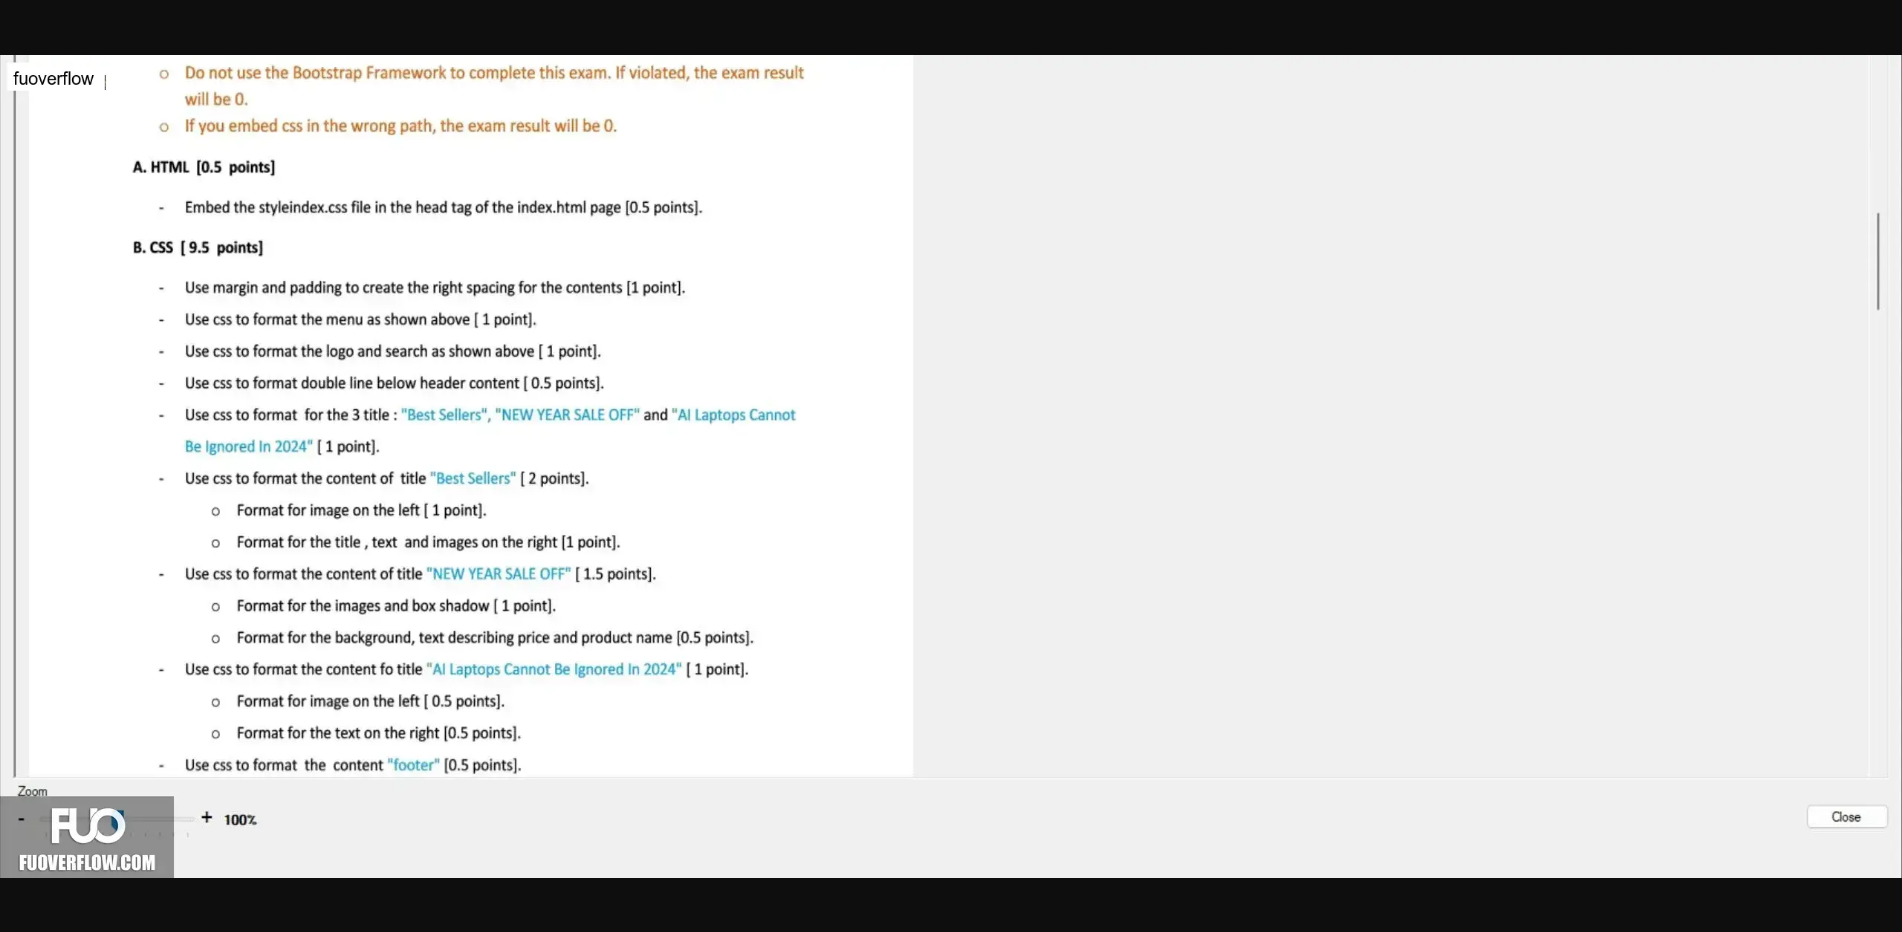 fuoverflow
o Do not use the Bootstrap Framework to complete this exam. If violated, the exam result
will be 0.
o If you embed css in the wrong path, the exam result will be 0.
A. HTML [0.5 points]
- Embed the styleindex.css file in the head tag of the index.html page [0.5 points].
B. CSS [ 9.5 points]
- Use margin and padding to create the right spacing for the contents [1 point].
- Use css to format the menu as shown above [ 1 point].
- Use css to format the logo and search as shown above [ 1 point].
- Use css to format double line below header content [ 0.5 points].
- Use css to format for the 3 title : "Best Sellers", "NEW YEAR SALE OFF" and "AI Laptops Cannot
Be Ignored In 2024" [ 1 point].
- Use css to format the content of title "Best Sellers" [ 2 points].
o Format for image on the left [ 1 point].
o Format for the title , text and images on the right [1 point].
- Use css to format the content of title "NEW YEAR SALE OFF" [ 1.5 points].
o Format for the images and box shadow [ 1 point].
o Format for the background, text describing price and product name [0.5 points].
- Use css to format the content fo title "AI Laptops Cannot Be Ignored In 2024" [ 1 point].
o Format for image on the left [ 0.5 points].
o Format for the text on the right [0.5 points].
- Use css to format the content "footer" [0.5 points].
Zoom
- + 100%
Close
FUO
FUOVERFLOW.COM